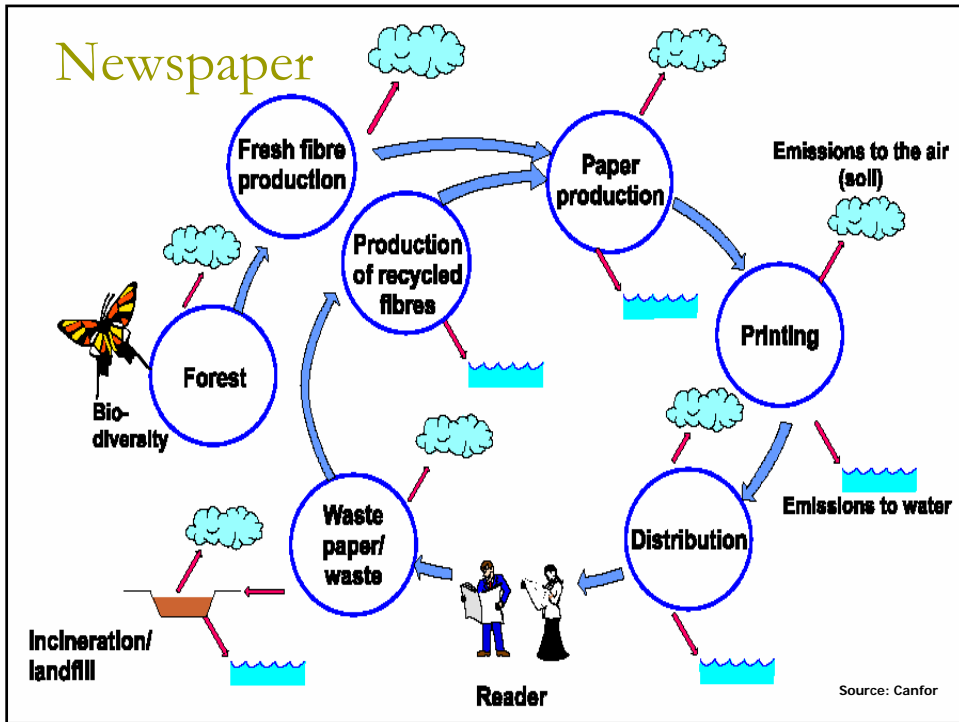 Newspaper
Fresh fibre
production
Paper
production
Emissions to the air
(soil)
Production
of recycled
fibres
Printing
Forest
Bio-
diversity
Emissions to water
Waste
paper/
waste
Distribution
Incineration/
landfill
Reader
Source: Canfor